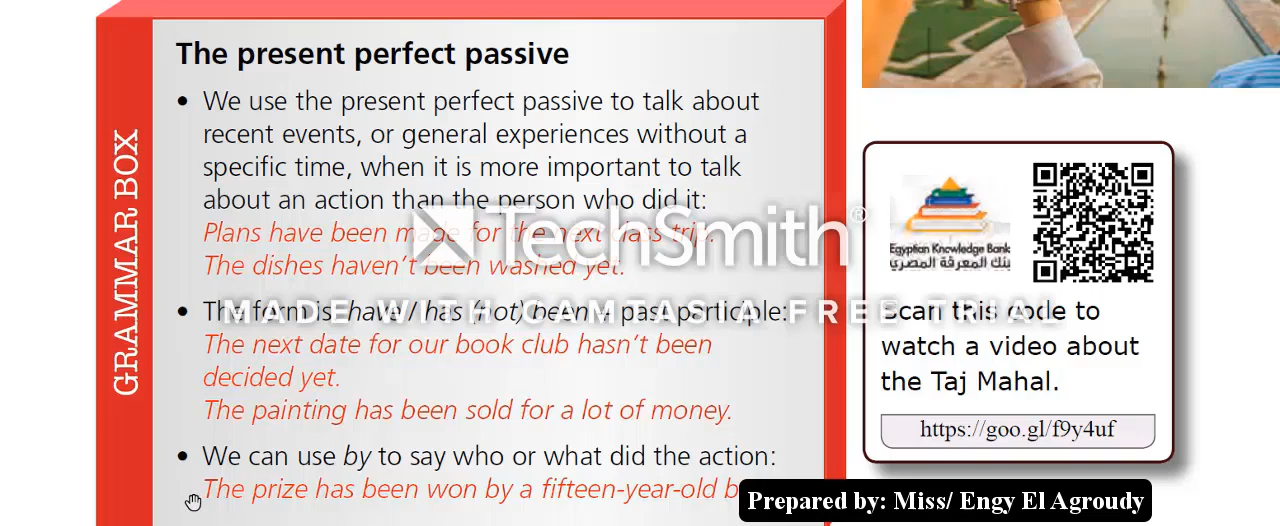 The present perfect passive
• We use the present perfect passive to talk about
recent events, or general experiences without a
specific time, when it is more important to talk
about an action than the person who did it:
Plans have been made for the next class trip.
The dishes haven't been washed yet.
• The form is have / has (not) been + past participle:
The next date for our book club hasn't been
decided yet.
The painting has been sold for a lot of money.
• We can use by to say who or what did the action:
The prize has been won by a fifteen-year-old
GRAMMAR BOX
TechSmith®
MADE WITH CAMTASIA FREE TRIAL
Egyptian Knowledge Bank
بنك المعرفة المصري
Scan this code to
watch a video about
the Taj Mahal.
https://goo.gl/f9y4uf
Prepared by: Miss/ Engy El Agroudy